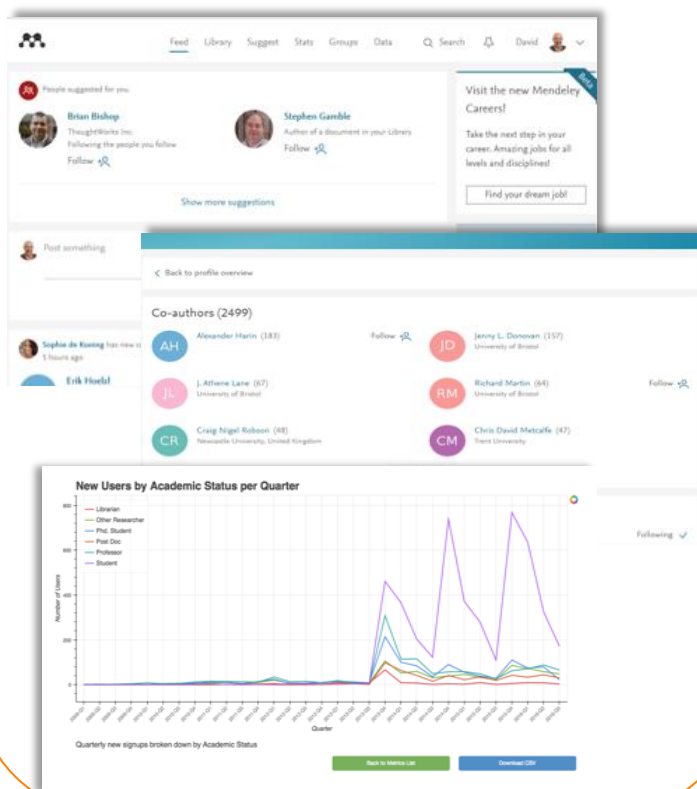 Feed Library Suggest Stats Groups Data Search David
People suggested for you
Brian Bishop
ThoughtWorks Inc.
Following the people you follow
Follow
Stephen Gamble
Author of a document in your Library
Follow
Show more suggestions
Beta
Visit the new Mendeley
Careers!
Take the next step in your
career. Amazing jobs for all
levels and disciplines!
Find your dream job!
Post something
has new
5 hours ago
Back to profile overview
Co-authors (2499)
AH
Alexander Harin (183)
Follow
JD
Jenny L. Donovan (157)
University of Bristol
JL
J. Athene Lane (67)
University of Bristol
RM
Richard Martin (64)
University of Bristol
Follow
CR
Craig Nigel Robson (48)
Newcastle University, United Kingdom
CM
Chris David Metcalfe (47)
Trent University
Following
New Users by Academic Status per Quarter
Librarian
Other Researcher
Phd. Student
Post Doc
Professor
Student
800
600
400
200
0
Number of Users
Quarter
Quarterly new signups broken down by Academic Status
Back to Metrics List
Download CSV